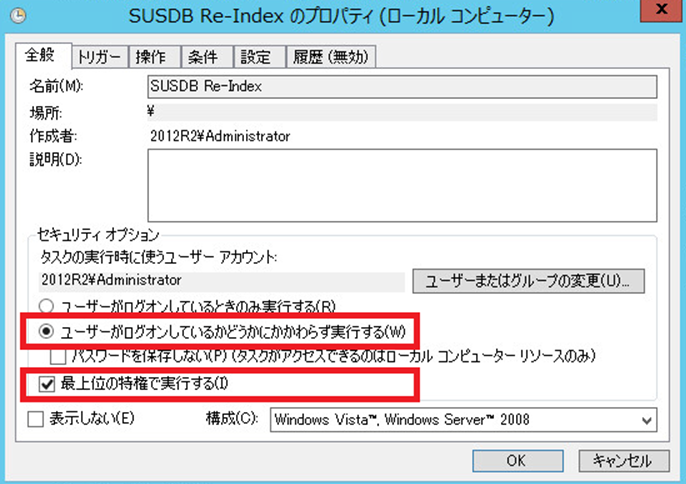 SUSDB Re-Index のプロパティ (ローカル コンピューター)
x
全般 トリガー 操作 条件 設定 履歴 (無効)
名前(M): SUSDB Re-Index
場所: ¥
作成者: 2012R2¥Administrator
説明(D):
セキュリティ オプション
タスクの実行時に使うユーザー アカウント:
2012R2¥Administrator ユーザーまたはグループの変更(U)...
ユーザーがログオンしているときのみ実行する(R)
ユーザーがログオンしているかどうかにかかわらず実行する(W)
パスワードを保存しない(P) (タスクがアクセスできるのはローカル コンピューター リソースのみ)
最上位の特権で実行する(I)
表示しない(E) 構成(C): Windows Vista™, Windows Server™ 2008
OK キャンセル